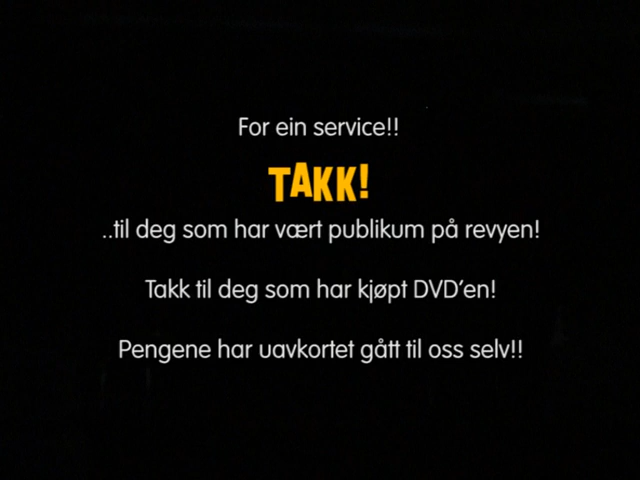 For ein service!!
TAKK!
..til deg som har vært publikum på revyen!
Takk til deg som har kjøpt DVD'en!
Pengene har uavkortet gått til oss selv!!